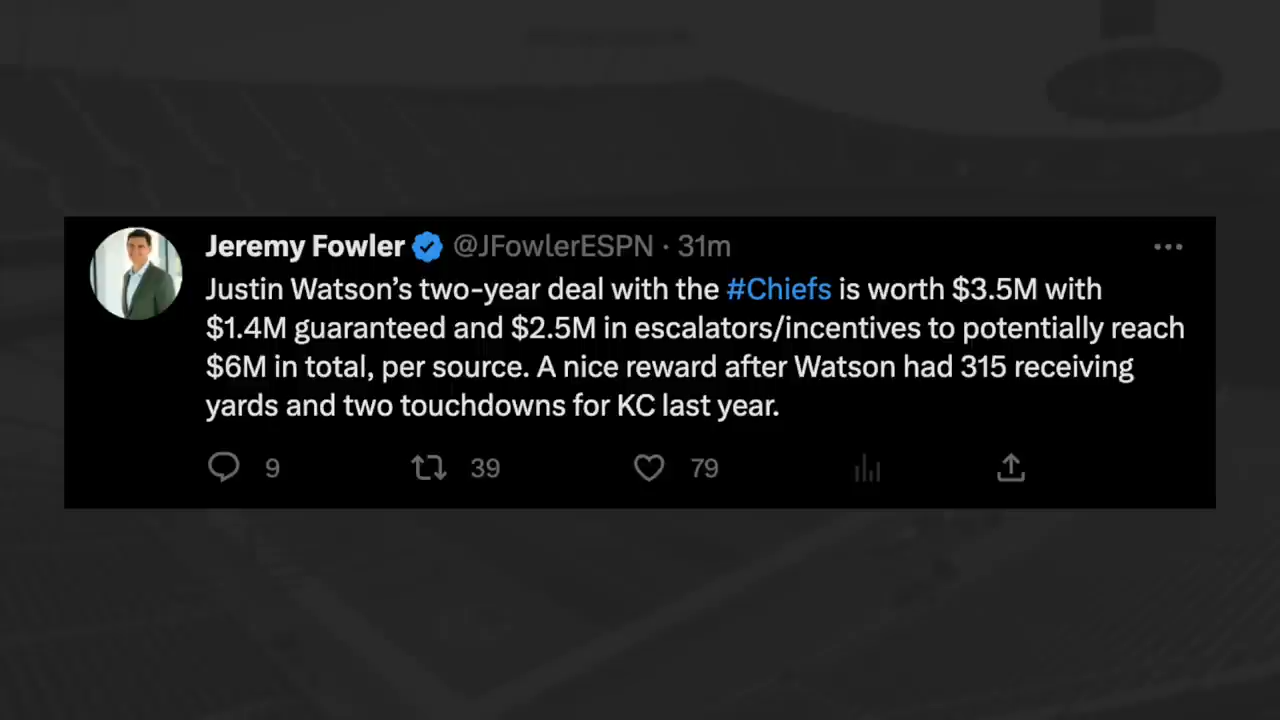 Jeremy Fowler @JFowlerESPN · 31m
Justin Watson’s two-year deal with the #Chiefs is worth $3.5M with
$1.4M guaranteed and $2.5M in escalators/incentives to potentially reach
$6M in total, per source. A nice reward after Watson had 315 receiving
yards and two touchdowns for KC last year.
9 39 79